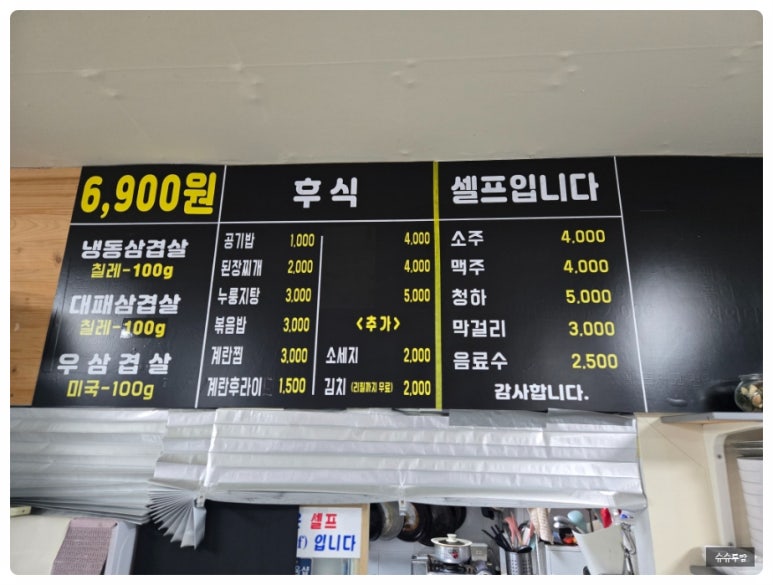 6,900원
냉동삼겹살
칠레-100g
대패삼겹살
칠레-100g
우삼겹살
미국-100g
후식
공기밥 1,000
된장찌개 2,000
누룽지탕 3,000
볶음밥 3,000
계란찜 3,000
계란후라이 1,500
4,000
4,000
5,000
<추가>
소세지 2,000
김치 (리필까지 무료) 2,000
셀프입니다
소주 4,000
맥주 4,000
청하 5,000
막걸리 3,000
음료수 2,500
감사합니다.
셀프
입니다